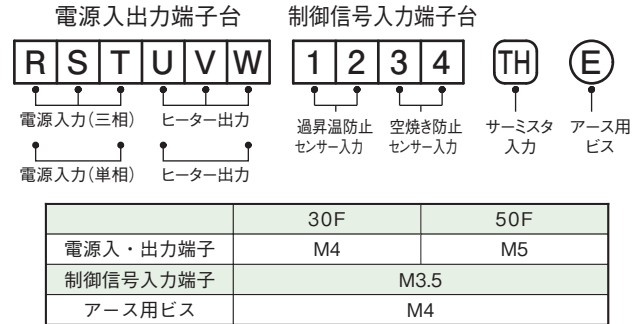 電源入出力端子台 制御信号入力端子台
R S T U V W 1 2 3 4 TH E
電源入力(三相) ヒーター出力 過昇温防止 空焼き防止 サーミスタ アース用
センサー入力 センサー入力 入力 ビス
電源入力(単相) ヒーター出力
30F 50F
電源入・出力端子 M4 M5
制御信号入力端子 M3.5
アース用ビス M4